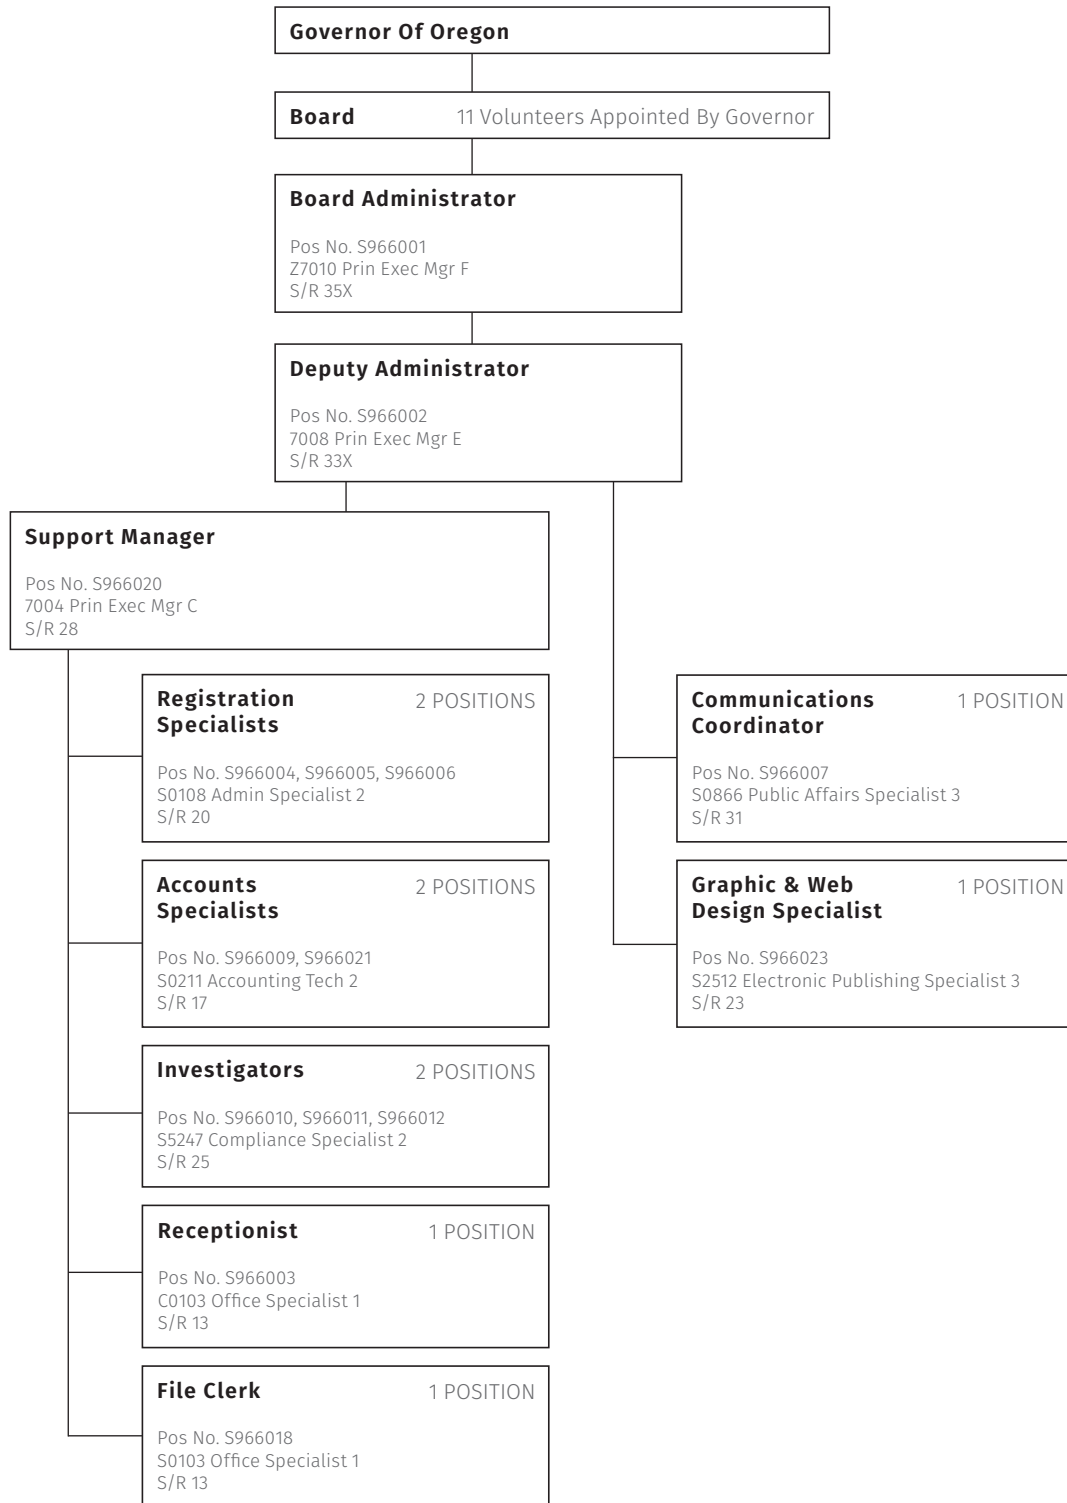 Governor Of Oregon
Board 11 Volunteers Appointed By Governor
Board Administrator
Pos No. S966001
Z7010 Prin Exec Mgr F
S/R 35X
Deputy Administrator
Pos No. S966002
7008 Prin Exec Mgr E
S/R 33X
Support Manager
Pos No. S966020
7004 Prin Exec Mgr C
S/R 28
Registration 2 POSITIONS
Specialists
Pos No. S966004, S966005, S966006
S0108 Admin Specialist 2
S/R 20
Accounts 2 POSITIONS
Specialists
Pos No. S966009, S966021
S0211 Accounting Tech 2
S/R 17
Investigators 2 POSITIONS
Pos No. S966010, S966011, S966012
S5247 Compliance Specialist 2
S/R 25
Receptionist 1 POSITION
Pos No. S966003
C0103 Office Specialist 1
S/R 13
File Clerk 1 POSITION
Pos No. S966018
S0103 Office Specialist 1
S/R 13
Communications 1 POSITION
Coordinator
Pos No. S966007
S0866 Public Affairs Specialist 3
S/R 31
Graphic & Web 1 POSITION
Design Specialist
Pos No. S966023
S2512 Electronic Publishing Specialist 3
S/R 23